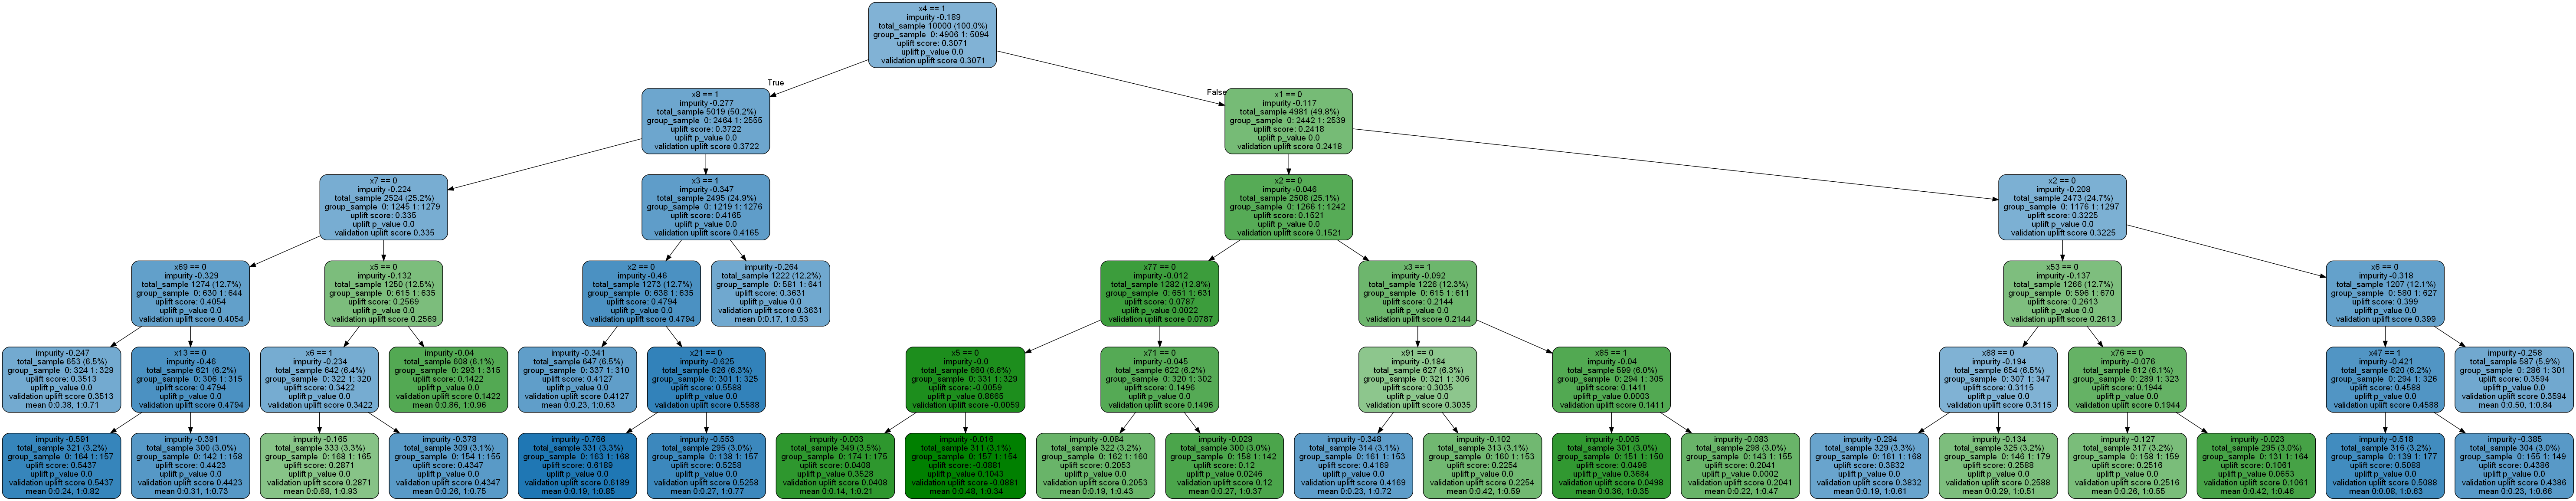 x4 == 1
impurity -0.189
total_sample 10000 (100.0%)
group_sample 0: 4906 1: 5094
uplift score: 0.3071
uplift p_value 0.0
validation uplift score 0.3071
True
False
x8 == 1
impurity -0.277
total_sample 5019 (50.2%)
group_sample 0: 2464 1: 2555
uplift score: 0.3722
uplift p_value 0.0
validation uplift score 0.3722
x1 == 0
impurity -0.117
total_sample 4981 (49.8%)
group_sample 0: 2442 1: 2539
uplift score: 0.2418
uplift p_value 0.0
validation uplift score 0.2418
x7 == 0
impurity -0.224
total_sample 2524 (25.2%)
group_sample 0: 1245 1: 1279
uplift score: 0.335
uplift p_value 0.0
validation uplift score 0.335
x3 == 1
impurity -0.347
total_sample 2495 (24.9%)
group_sample 0: 1219 1: 1276
uplift score: 0.4165
uplift p_value 0.0
validation uplift score 0.4165
x2 == 0
impurity -0.046
total_sample 2508 (25.1%)
group_sample 0: 1266 1: 1242
uplift score: 0.1521
uplift p_value 0.0
validation uplift score 0.1521
x2 == 0
impurity -0.208
total_sample 2473 (24.7%)
group_sample 0: 1176 1: 1297
uplift score: 0.3225
uplift p_value 0.0
validation uplift score 0.3225
x69 == 0
impurity -0.329
total_sample 1274 (12.7%)
group_sample 0: 630 1: 644
uplift score: 0.4054
uplift p_value 0.0
validation uplift score 0.4054
x5 == 0
impurity -0.132
total_sample 1250 (12.5%)
group_sample 0: 615 1: 635
uplift score: 0.2569
uplift p_value 0.0
validation uplift score 0.2569
x2 == 0
impurity -0.46
total_sample 1273 (12.7%)
group_sample 0: 638 1: 635
uplift score: 0.4794
uplift p_value 0.0
validation uplift score 0.4794
impurity -0.264
total_sample 1222 (12.2%)
group_sample 0: 581 1: 641
uplift score: 0.3631
uplift p_value 0.0
validation uplift score 0.3631
mean 0:0.17, 1:0.53
x77 == 0
impurity -0.012
total_sample 1282 (12.8%)
group_sample 0: 651 1: 631
uplift score: 0.0787
uplift p_value 0.0022
validation uplift score 0.0787
x3 == 1
impurity -0.092
total_sample 1226 (12.3%)
group_sample 0: 615 1: 611
uplift score: 0.2144
uplift p_value 0.0
validation uplift score 0.2144
x53 == 0
impurity -0.137
total_sample 1266 (12.7%)
group_sample 0: 596 1: 670
uplift score: 0.2613
uplift p_value 0.0
validation uplift score 0.2613
x6 == 0
impurity -0.318
total_sample 1207 (12.1%)
group_sample 0: 580 1: 627
uplift score: 0.399
uplift p_value 0.0
validation uplift score 0.399
impurity -0.247
total_sample 653 (6.5%)
group_sample 0: 324 1: 329
uplift score: 0.3513
uplift p_value 0.0
validation uplift score 0.3513
mean 0:0.38, 1:0.71
x13 == 0
impurity -0.46
total_sample 621 (6.2%)
group_sample 0: 306 1: 315
uplift score: 0.4794
uplift p_value 0.0
validation uplift score 0.4794
x6 == 1
impurity -0.234
total_sample 642 (6.4%)
group_sample 0: 322 1: 320
uplift score: 0.3422
uplift p_value 0.0
validation uplift score 0.3422
impurity -0.04
total_sample 608 (6.1%)
group_sample 0: 293 1: 315
uplift score: 0.1422
uplift p_value 0.0
validation uplift score 0.1422
mean 0:0.86, 1:0.96
impurity -0.341
total_sample 647 (6.5%)
group_sample 0: 337 1: 310
uplift score: 0.4127
uplift p_value 0.0
validation uplift score 0.4127
mean 0:0.23, 1:0.63
x21 == 0
impurity -0.625
total_sample 626 (6.3%)
group_sample 0: 301 1: 325
uplift score: 0.5588
uplift p_value 0.0
validation uplift score 0.5588
x5 == 0
impurity -0.0
total_sample 660 (6.6%)
group_sample 0: 331 1: 329
uplift score: -0.0059
uplift p_value 0.8665
validation uplift score -0.0059
x71 == 0
impurity -0.045
total_sample 622 (6.2%)
group_sample 0: 320 1: 302
uplift score: 0.1496
uplift p_value 0.0
validation uplift score 0.1496
x91 == 0
impurity -0.184
total_sample 627 (6.3%)
group_sample 0: 321 1: 306
uplift score: 0.3035
uplift p_value 0.0
validation uplift score 0.3035
x85 == 1
impurity -0.04
total_sample 599 (6.0%)
group_sample 0: 294 1: 305
uplift score: 0.1411
uplift p_value 0.0003
validation uplift score 0.1411
x88 == 0
impurity -0.194
total_sample 654 (6.5%)
group_sample 0: 307 1: 347
uplift score: 0.3115
uplift p_value 0.0
validation uplift score 0.3115
x76 == 0
impurity -0.076
total_sample 612 (6.1%)
group_sample 0: 289 1: 323
uplift score: 0.1944
uplift p_value 0.0
validation uplift score 0.1944
x47 == 1
impurity -0.421
total_sample 620 (6.2%)
group_sample 0: 294 1: 326
uplift score: 0.4588
uplift p_value 0.0
validation uplift score 0.4588
impurity -0.258
total_sample 587 (5.9%)
group_sample 0: 286 1: 301
uplift score: 0.3594
uplift p_value 0.0
validation uplift score 0.3594
mean 0:0.50, 1:0.84
impurity -0.591
total_sample 321 (3.2%)
group_sample 0: 164 1: 157
uplift score: 0.5437
uplift p_value 0.0
validation uplift score 0.5437
mean 0:0.24, 1:0.82
impurity -0.391
total_sample 300 (3.0%)
group_sample 0: 142 1: 158
uplift score: 0.4423
uplift p_value 0.0
validation uplift score 0.4423
mean 0:0.31, 1:0.73
impurity -0.165
total_sample 333 (3.3%)
group_sample 0: 168 1: 165
uplift score: 0.2871
uplift p_value 0.0
validation uplift score 0.2871
mean 0:0.68, 1:0.93
impurity -0.378
total_sample 309 (3.1%)
group_sample 0: 154 1: 155
uplift score: 0.4347
uplift p_value 0.0
validation uplift score 0.4347
mean 0:0.26, 1:0.75
impurity -0.766
total_sample 331 (3.3%)
group_sample 0: 163 1: 168
uplift score: 0.6189
uplift p_value 0.0
validation uplift score 0.6189
mean 0:0.19, 1:0.85
impurity -0.553
total_sample 295 (3.0%)
group_sample 0: 138 1: 157
uplift score: 0.5258
uplift p_value 0.0
validation uplift score 0.5258
mean 0:0.27, 1:0.77
impurity -0.003
total_sample 349 (3.5%)
group_sample 0: 174 1: 175
uplift score: 0.0408
uplift p_value 0.3528
validation uplift score 0.0408
mean 0:0.14, 1:0.21
impurity -0.016
total_sample 311 (3.1%)
group_sample 0: 157 1: 154
uplift score: -0.0881
uplift p_value 0.1043
validation uplift score -0.0881
mean 0:0.48, 1:0.34
impurity -0.084
total_sample 322 (3.2%)
group_sample 0: 162 1: 160
uplift score: 0.2053
uplift p_value 0.0
validation uplift score 0.2053
mean 0:0.19, 1:0.43
impurity -0.029
total_sample 300 (3.0%)
group_sample 0: 158 1: 142
uplift score: 0.12
uplift p_value 0.0246
validation uplift score 0.12
mean 0:0.27, 1:0.37
impurity -0.348
total_sample 314 (3.1%)
group_sample 0: 161 1: 153
uplift score: 0.4169
uplift p_value 0.0
validation uplift score 0.4169
mean 0:0.23, 1:0.72
impurity -0.102
total_sample 313 (3.1%)
group_sample 0: 160 1: 153
uplift score: 0.2254
uplift p_value 0.0
validation uplift score 0.2254
mean 0:0.42, 1:0.59
impurity -0.005
total_sample 301 (3.0%)
group_sample 0: 151 1: 150
uplift score: 0.0498
uplift p_value 0.3684
validation uplift score 0.0498
mean 0:0.36, 1:0.35
impurity -0.083
total_sample 298 (3.0%)
group_sample 0: 143 1: 155
uplift score: 0.2041
uplift p_value 0.0002
validation uplift score 0.2041
mean 0:0.22, 1:0.47
impurity -0.294
total_sample 329 (3.3%)
group_sample 0: 161 1: 168
uplift score: 0.3832
uplift p_value 0.0
validation uplift score 0.3832
mean 0:0.19, 1:0.61
impurity -0.134
total_sample 325 (3.2%)
group_sample 0: 146 1: 179
uplift score: 0.2588
uplift p_value 0.0
validation uplift score 0.2588
mean 0:0.29, 1:0.51
impurity -0.127
total_sample 317 (3.2%)
group_sample 0: 158 1: 159
uplift score: 0.2516
uplift p_value 0.0
validation uplift score 0.2516
mean 0:0.26, 1:0.55
impurity -0.023
total_sample 295 (3.0%)
group_sample 0: 131 1: 164
uplift score: 0.1061
uplift p_value 0.0653
validation uplift score 0.1061
mean 0:0.42, 1:0.46
impurity -0.518
total_sample 316 (3.2%)
group_sample 0: 139 1: 177
uplift score: 0.5088
uplift p_value 0.0
validation uplift score 0.5088
mean 0:0.08, 1:0.63
impurity -0.385
total_sample 304 (3.0%)
group_sample 0: 155 1: 149
uplift score: 0.4386
uplift p_value 0.0
validation uplift score 0.4386
mean 0:0.23, 1:0.66